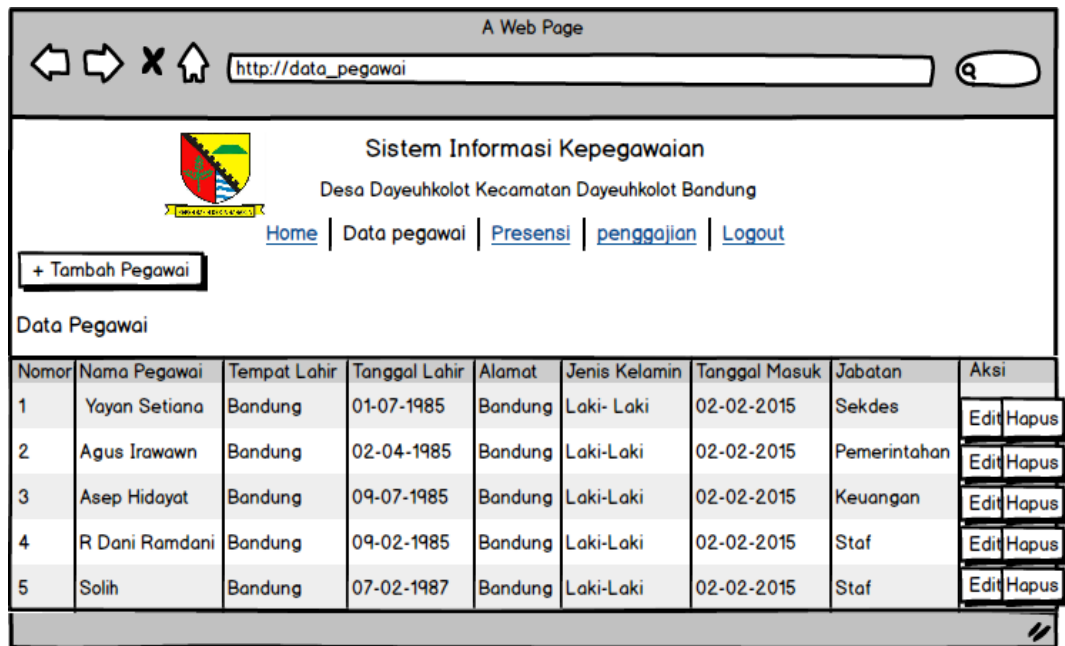 A Web Page
http://data_pegawai
Sistem Informasi Kepegawaian
Desa Dayeuhkolot Kecamatan Dayeuhkolot Bandung
Home | Data pegawai | Presensi | penggajian | Logout
+ Tambah Pegawai
Data Pegawai
Nomor Nama Pegawai Tempat Lahir Tanggal Lahir Alamat Jenis Kelamin Tanggal Masuk Jabatan Aksi
1 Yayan Setiana Bandung 01-07-1985 Bandung Laki- Laki 02-02-2015 Sekdes Edit Hapus
2 Agus Irawawn Bandung 02-04-1985 Bandung Laki-Laki 02-02-2015 Pemerintahan Edit Hapus
3 Asep Hidayat Bandung 09-07-1985 Bandung Laki-Laki 02-02-2015 Keuangan Edit Hapus
4 R Dani Ramdani Bandung 09-02-1985 Bandung Laki-Laki 02-02-2015 Staf Edit Hapus
5 Solih Bandung 07-02-1987 Bandung Laki-Laki 02-02-2015 Staf Edit Hapus